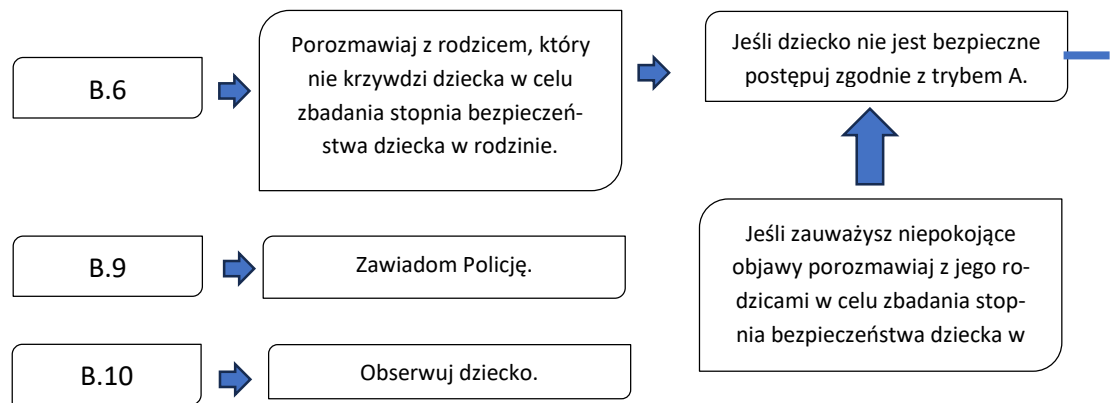 B.6
Porozmawiaj z rodzicem, który
nie krzywdzi dziecka w celu
zbadania stopnia bezpieczeń-
stwa dziecka w rodzinie.
Jeśli dziecko nie jest bezpieczne
postępuj zgodnie z trybem A.
B.9
Zawiadom Policję.
Jeśli zauważysz niepokojące
objawy porozmawiaj z jego ro-
dzicami w celu zbadania stop-
nia bezpieczeństwa dziecka w
B.10
Obserwuj dziecko.